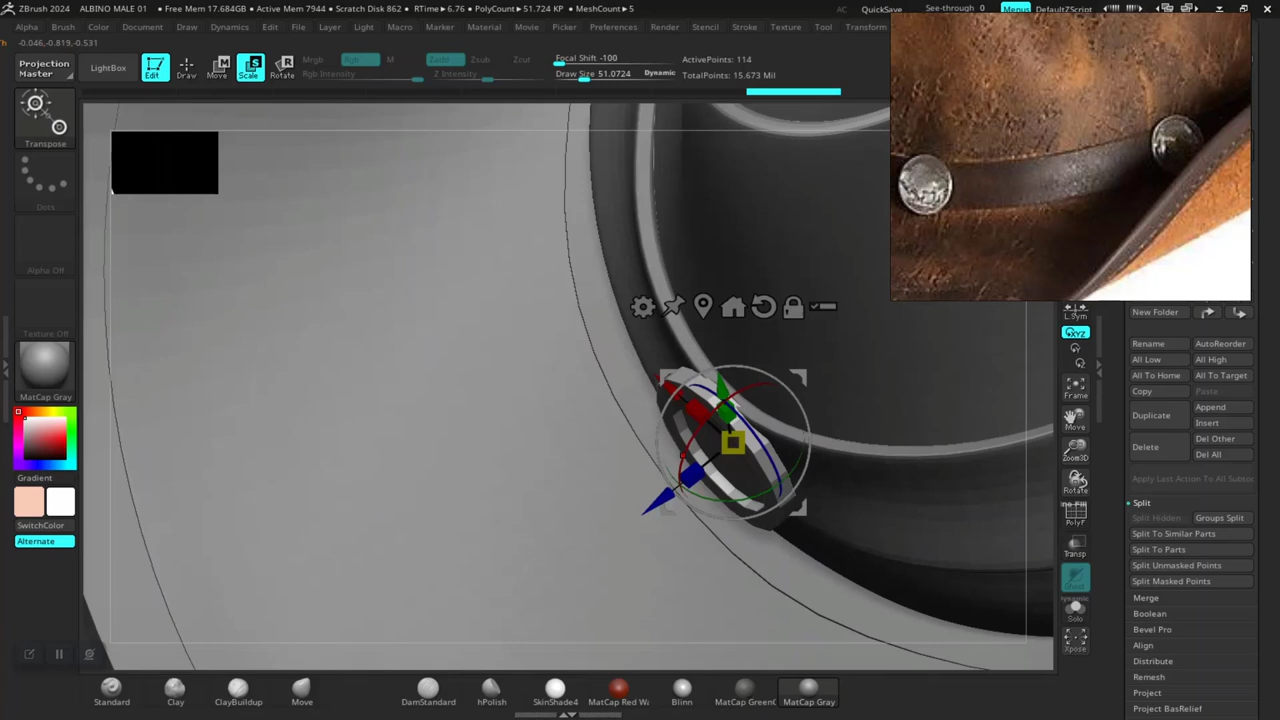 ZBrush 2024 ALBINO MALE 01 • Free Mem 17.684GB • Active Mem 7944 • Scratch Disk 862 • RTime▸6.76 • PolyCount▸51.724 KP • MeshCount▸5
AC QuickSave See-through 0 Menus DefaultZScript
Alpha Brush Color Document Draw Dynamics Edit File Layer Light Macro Marker Material Movie Picker Preferences Render Stencil Stroke Texture Tool Transform
-0.046,-0.819,-0.531
Projection Master
LightBox
Edit
Draw
Move
Scale
Rotate
Mrgb Rgb M
Rgb Intensity
Zadd Zsub Zcut
Z Intensity
Focal Shift -100
Draw Size 51.0724 Dynamic
ActivePoints: 114
TotalPoints: 15.673 Mil
Transpose
Dots
Alpha Off
Texture Off
MatCap Gray
Gradient
SwitchColor
Alternate
L.Sym
XYZ
Frame
Move
Zoom3D
Rotate
PolyF
Transp
Ghost
Solo
Xpose
New Folder
Rename AutoReorder
All Low All High
All To Home All To Target
Copy Paste
Duplicate Append
Insert
Delete Del Other
Del All
Apply Last Action To All Subtoo
Split
Split Hidden Groups Split
Split To Similar Parts
Split To Parts
Split Unmasked Points
Split Masked Points
Merge
Boolean
Bevel Pro
Align
Distribute
Remesh
Project
Project BasRelief
Standard Clay ClayBuildup Move DamStandard hPolish SkinShade4 MatCap Red Wa Blinn MatCap GreenC MatCap Gray